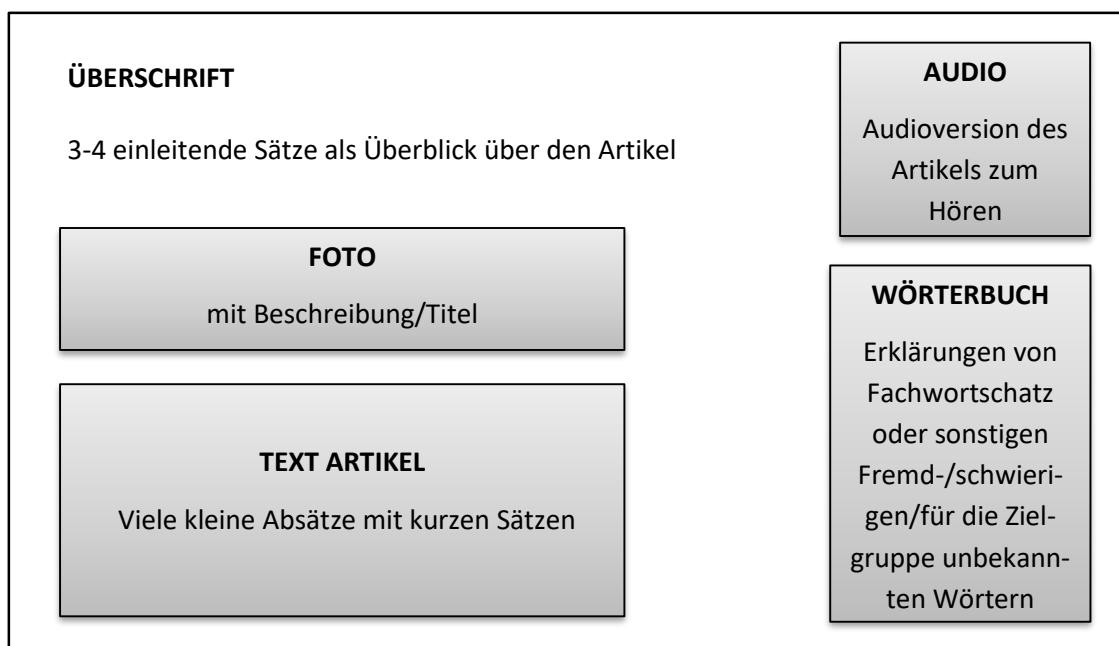 ÜBERSCHRIFT
3-4 einleitende Sätze als Überblick über den Artikel
FOTO
mit Beschreibung/Titel
TEXT ARTIKEL
Viele kleine Absätze mit kurzen Sätzen
AUDIO
Audioversion des
Artikels zum
Hören
WÖRTERBUCH
Erklärungen von
Fachwortschatz
oder sonstigen
Fremd-/schwieri-
gen/für die Ziel-
gruppe unbekann-
ten Wörtern